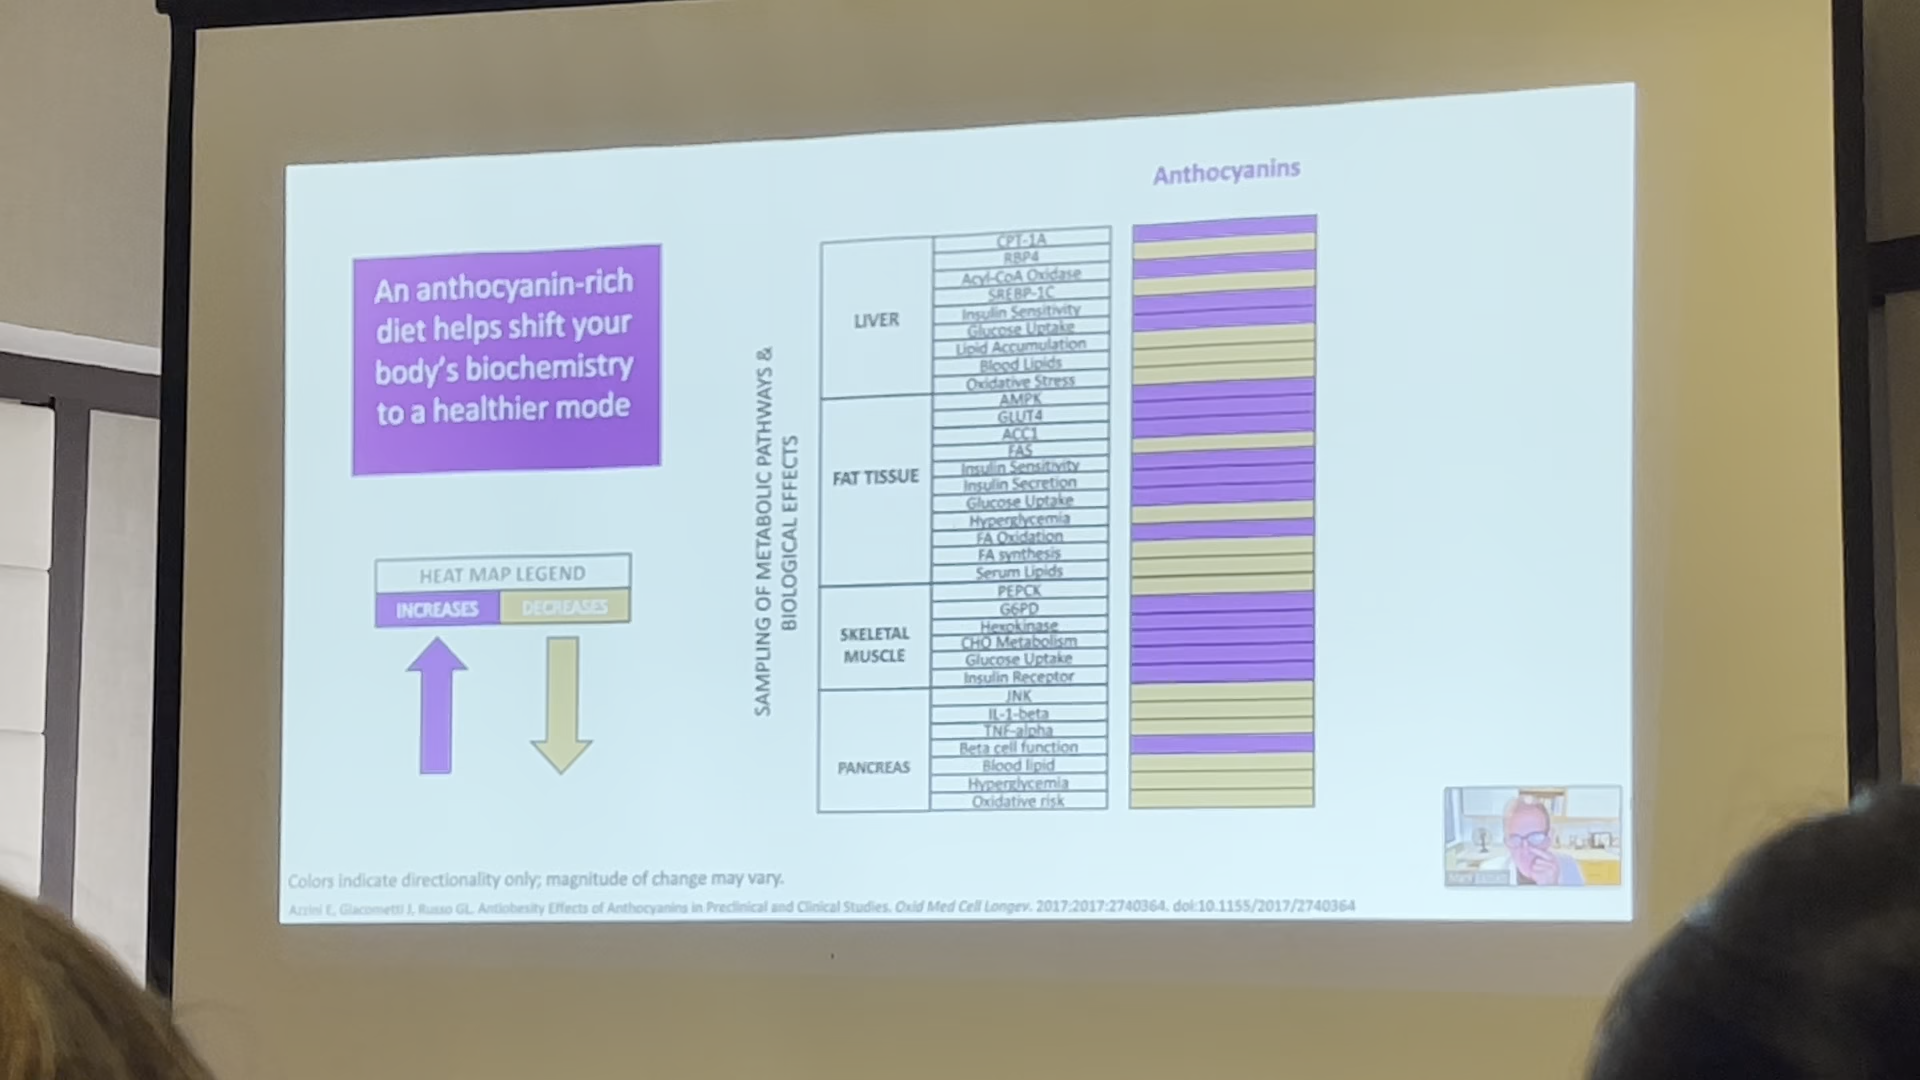 Anthocyanins
An anthocyanin-rich
diet helps shift your
body's biochemistry
to a healthier mode
HEAT MAP LEGEND
INCREASES
DECREASES
SAMPLING OF METABOLIC PATHWAYS &
BIOLOGICAL EFFECTS
LIVER
CPT-1A
RBP4
Acyl-CoA Oxidase
SREBP-1C
Insulin Sensitivity
Glucose Uptake
Lipid Accumulation
Blood Lipids
Oxidative Stress
FAT TISSUE
AMPK
GLUT4
ACC1
FAS
Insulin Sensitivity
Insulin Secretion
Glucose Uptake
Hyperglycemia
FA Oxidation
FA synthesis
Serum Lipids
SKELETAL
MUSCLE
PEPCK
G6PD
Hexokinase
CHO Metabolism
Glucose Uptake
Insulin Receptor
PANCREAS
JNK
IL-1-beta
TNF-alpha
Beta cell function
Blood lipid
Hyperglycemia
Oxidative risk
Colors indicate directionality only; magnitude of change may vary.
Azzini E, Giacometti J, Russo GL. Antiobesity Effects of Anthocyanins in Preclinical and Clinical Studies. Oxid Med Cell Longev. 2017;2017:2740364. doi:10.1155/2017/2740364